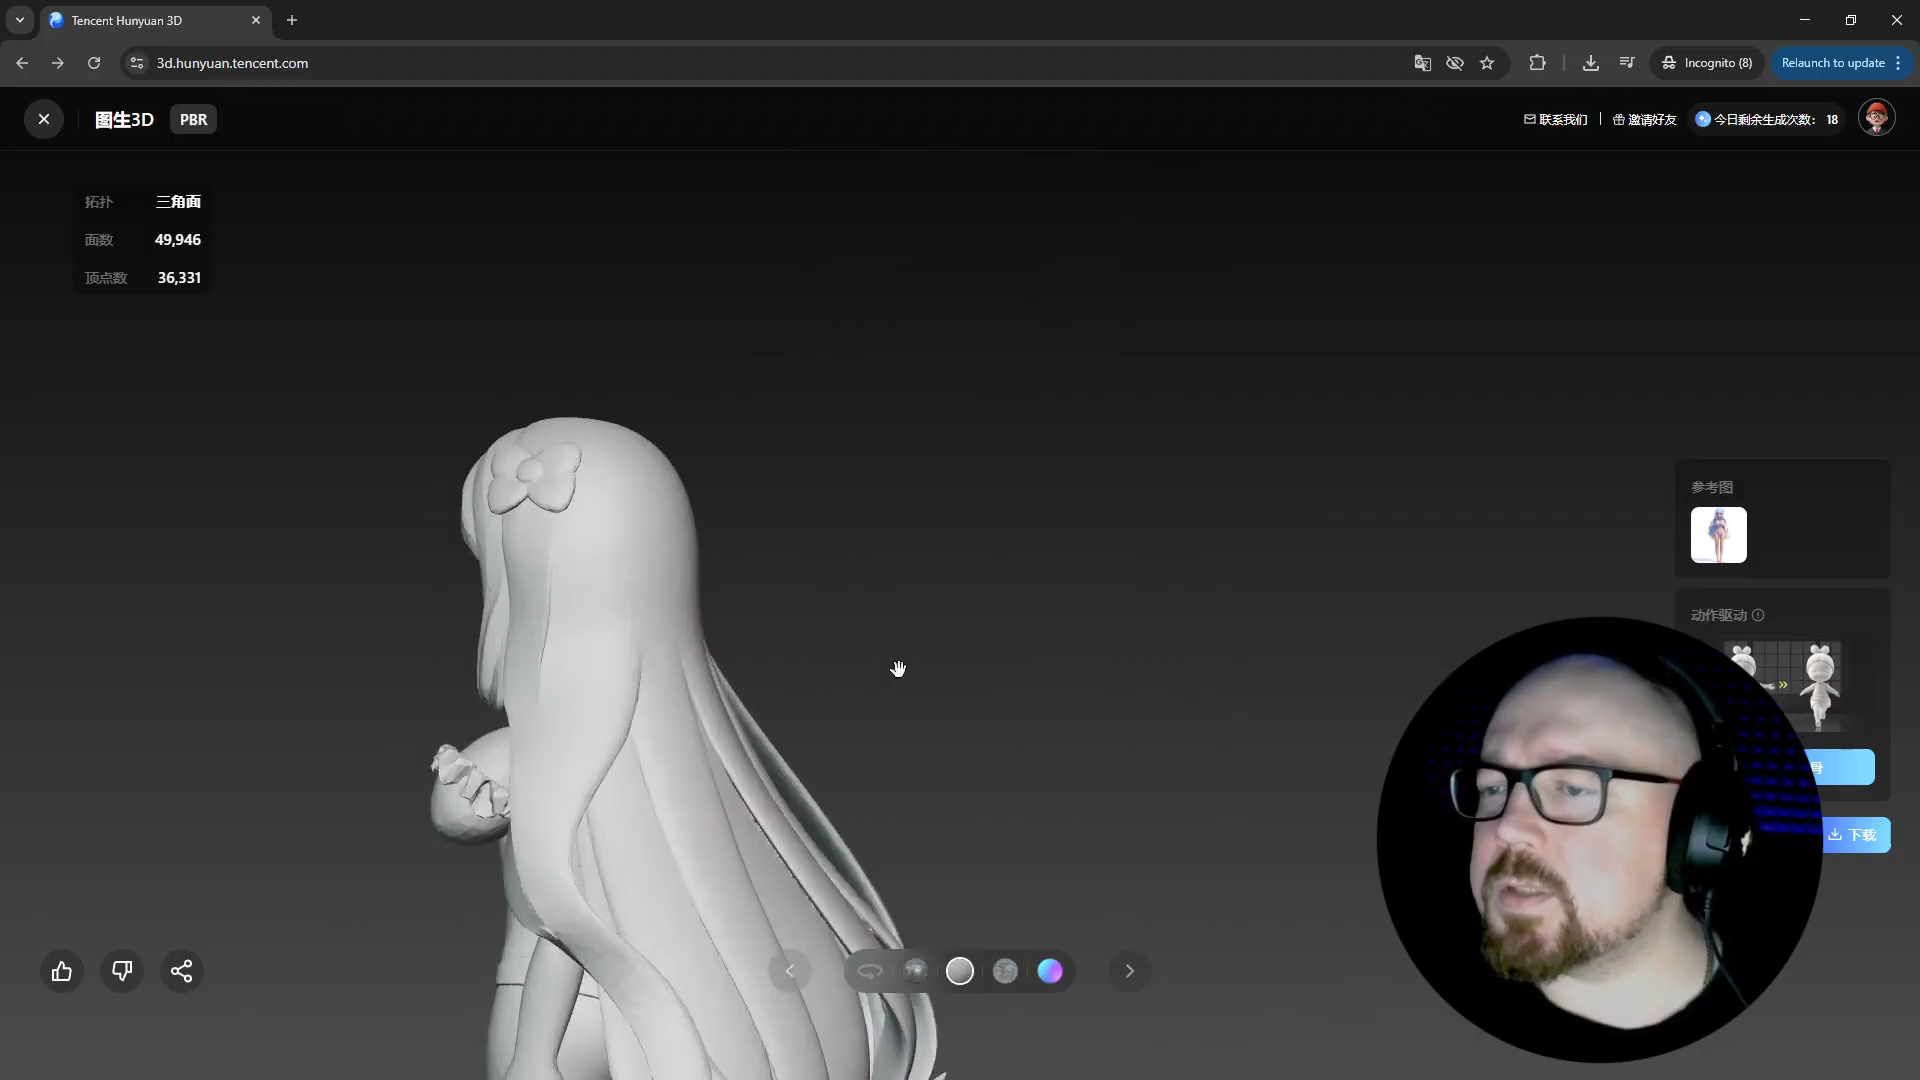 Tencent Hunyuan 3D
3d.hunyuan.tencent.com
Incognito (8)
Relaunch to update
图生3D
PBR
联系我们
邀请好友
今日剩余生成次数: 18
拓扑 三角面
面数 49,946
顶点数 36,331
参考图
动作驱动
下载